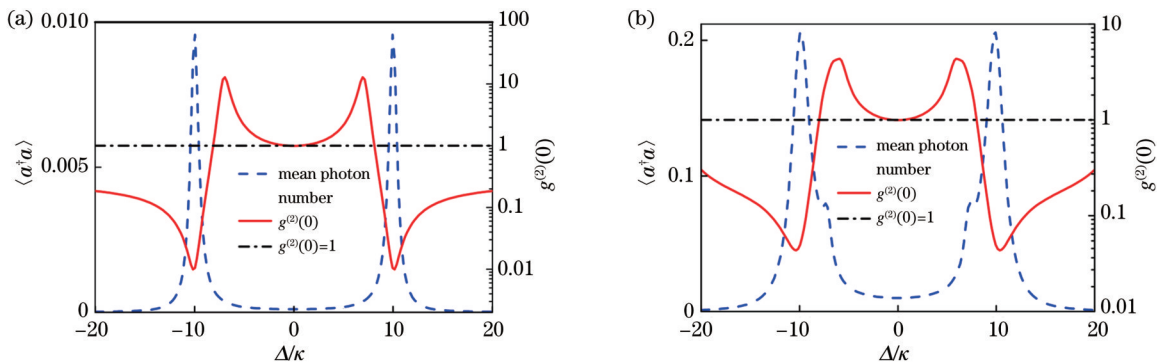 (a)
0.010
0.005
0
⟨a†a⟩
100
10
1
0.1
0.01
g(2)(0)
mean photon
number
g(2)(0)
g(2)(0)=1
−20
−10
0
10
20
Δ/κ
(b)
0.2
0.1
0
⟨a†a⟩
10
1
0.1
0.01
g(2)(0)
mean photon
number
g(2)(0)
g(2)(0)=1
−20
−10
0
10
20
Δ/κ